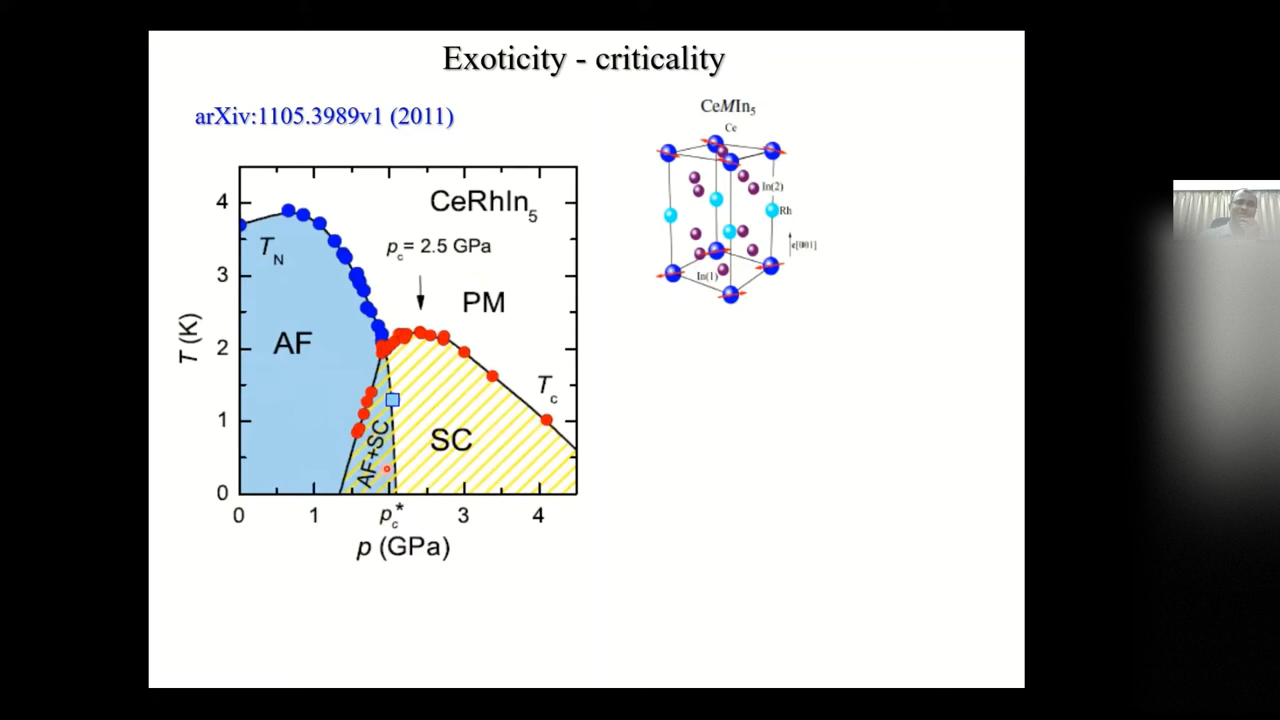 Exoticity - criticality
arXiv:1105.3989v1 (2011)
CeMIn5
Ce
In(2)
Rh
c[001]
In(1)
CeRhIn5
pc= 2.5 GPa
TN
PM
AF
Tc
SC
AF+SC
T (K)
4
3
2
1
0
0 1 pc* 3 4
p (GPa)